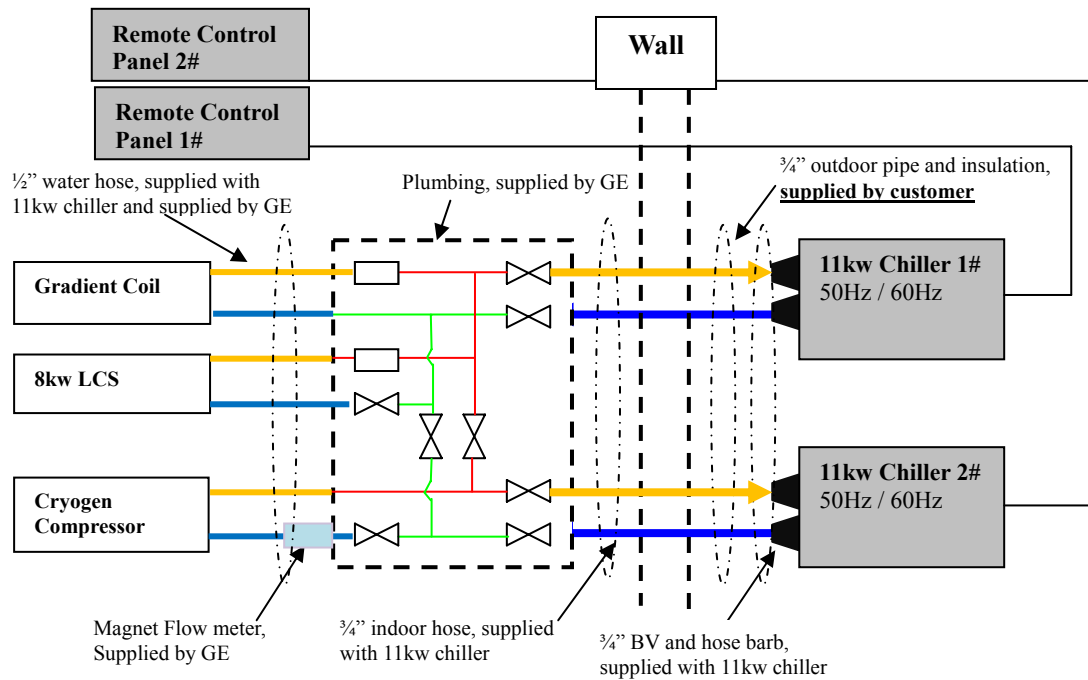 Remote Control
Panel 2#
Wall
Remote Control
Panel 1#
½” water hose, supplied with
11kw chiller and supplied by GE
Plumbing, supplied by GE
¾” outdoor pipe and insulation,
supplied by customer
Gradient Coil
11kw Chiller 1#
50Hz / 60Hz
8kw LCS
Cryogen
Compressor
11kw Chiller 2#
50Hz / 60Hz
Magnet Flow meter,
Supplied by GE
¾” indoor hose, supplied
with 11kw chiller
¾” BV and hose barb,
supplied with 11kw chiller